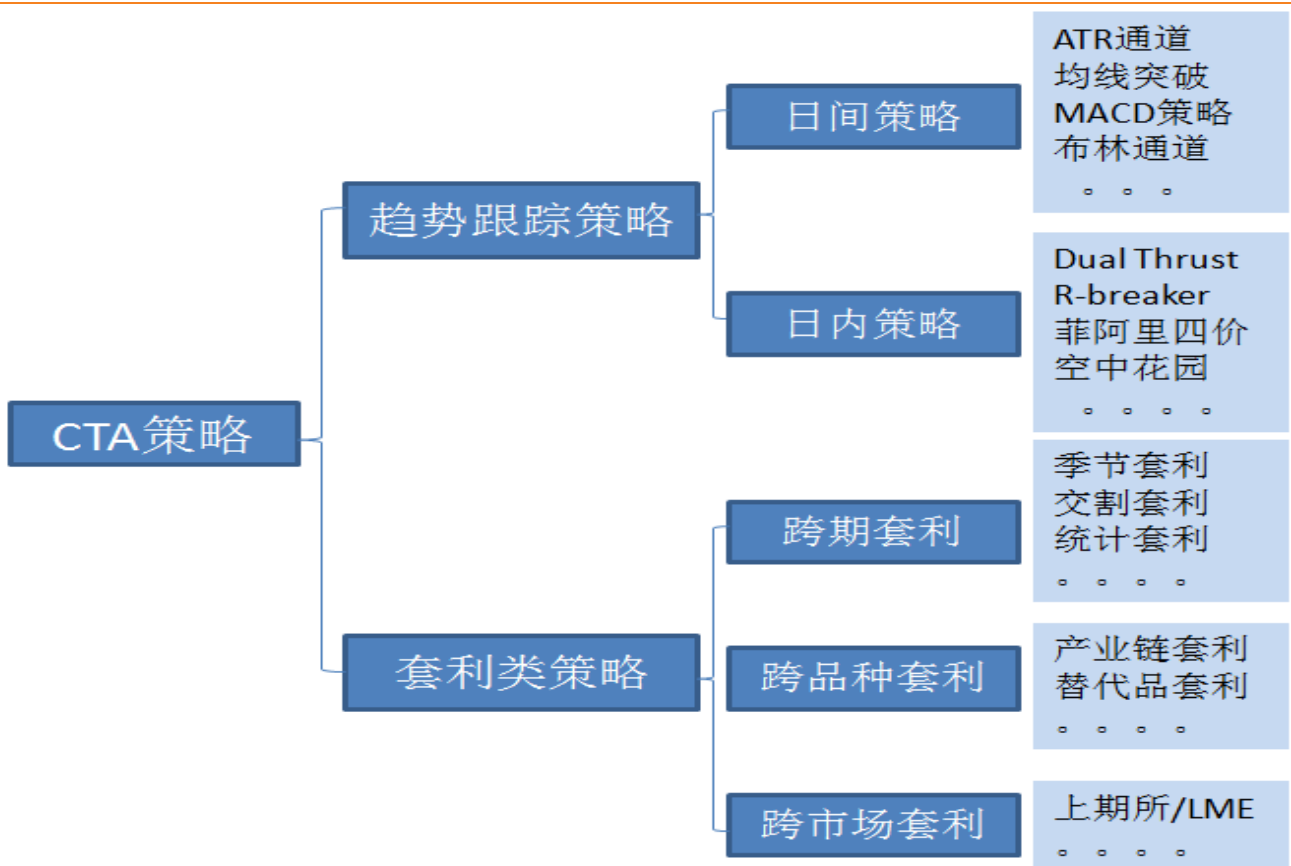 CTA策略
趋势跟踪策略
日间策略
ATR通道
均线突破
MACD策略
布林通道
。。。
日内策略
Dual Thrust
R-breaker
菲阿里四价
空中花园
。。。。
套利类策略
跨期套利
季节套利
交割套利
统计套利
。。。。
跨品种套利
产业链套利
替代品套利
。。。。
跨市场套利
上期所/LME
。。。。